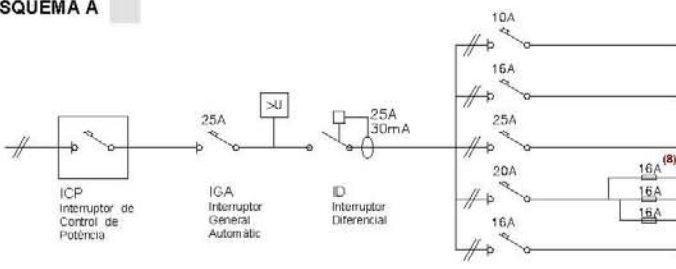 SQUEMA A
10A
16A
25A
>U
25A
30mA
25A
(8)
16A
20A
16A
16A
16A
ICP
Interruptor de
Control de
Potència
IGA
Interruptor
General
Automàtic
ID
Interruptor
Diferencial